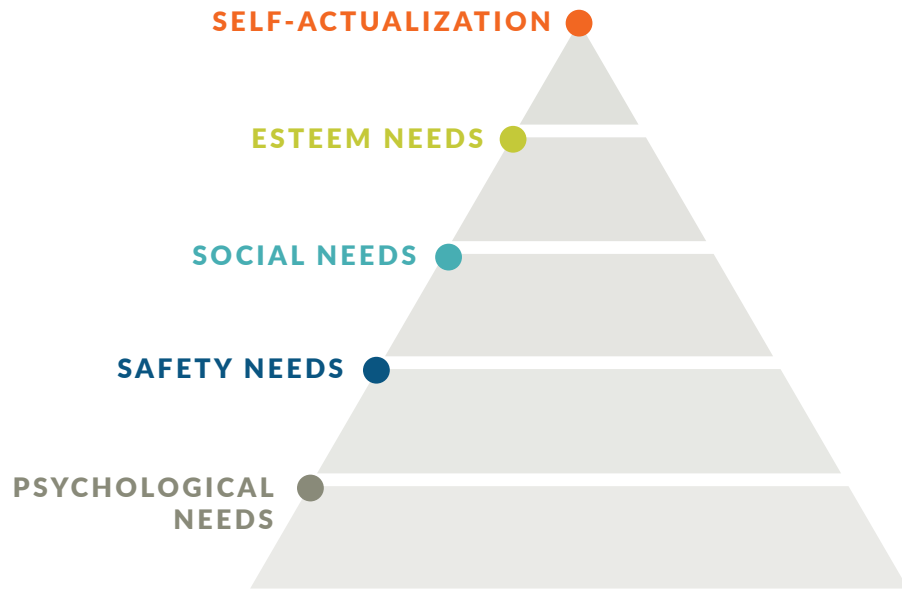 SELF-ACTUALIZATION
ESTEEM NEEDS
SOCIAL NEEDS
SAFETY NEEDS
PSYCHOLOGICAL
NEEDS